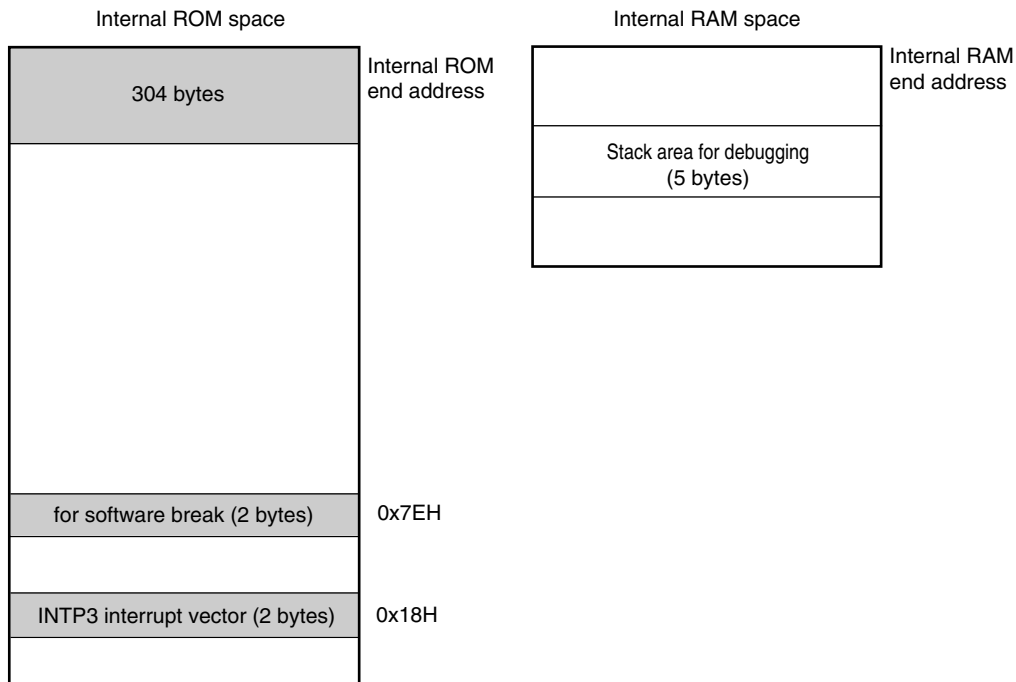 Internal ROM space
304 bytes
Internal ROM
end address
for software break (2 bytes)
0x7EH
INTP3 interrupt vector (2 bytes)
0x18H
Internal RAM space
Internal RAM
end address
Stack area for debugging
(5 bytes)